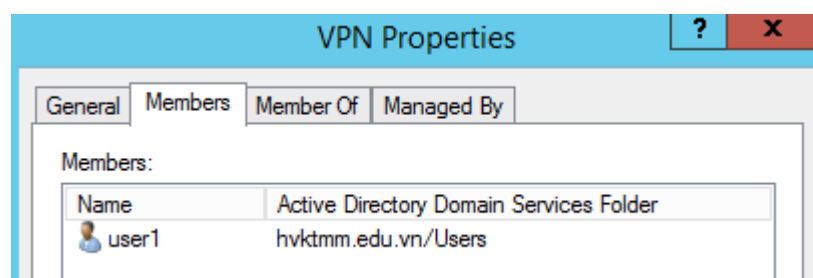 VPN Properties ? x
General Members Member Of Managed By
Members:
Name Active Directory Domain Services Folder
user1 hvktmm.edu.vn/Users